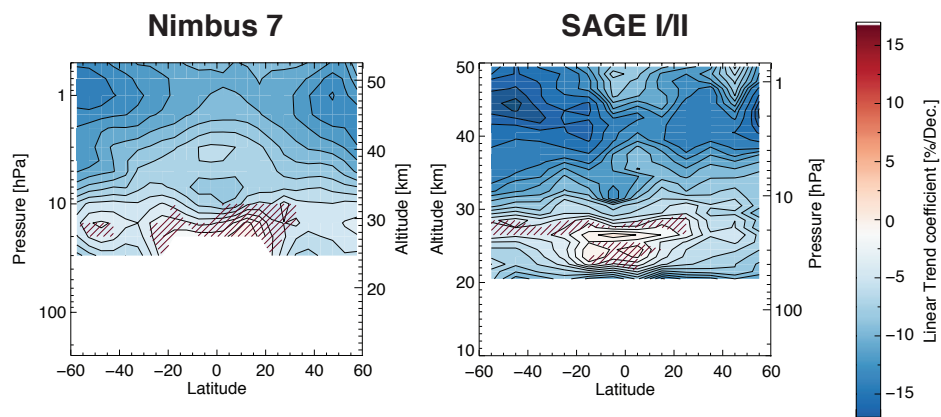 Nimbus 7
SAGE I/II
Pressure [hPa]
1
10
100
50
40
30
20
Altitude [km]
−60 −40 −20 0 20 40 60
Latitude
Altitude [km]
50
40
30
20
10
1
10
100
Pressure [hPa]
−60 −40 −20 0 20 40 60
Latitude
15
10
5
0
−5
−10
−15
Linear Trend coefficient [%/Dec.]